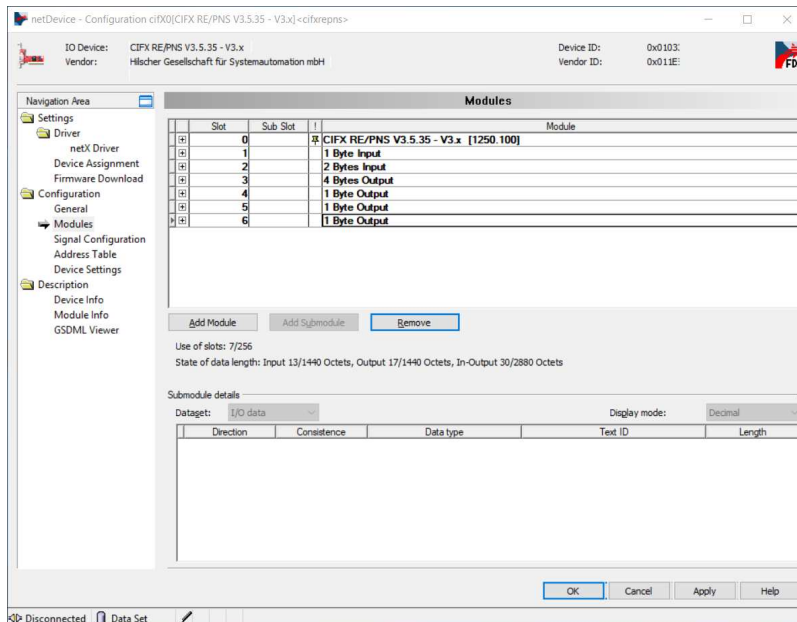 netDevice - Configuration cifX0[CIFX RE/PNS V3.5.35 - V3.x]<cifxrepns>
IO Device: CIFX RE/PNS V3.5.35 - V3.x Device ID: 0x0103
Vendor: Hilscher Gesellschaft für Systemautomation mbH Vendor ID: 0x011E
FD
Navigation Area
Modules
Settings
Driver
netX Driver
Device Assignment
Firmware Download
Configuration
General
Modules
Signal Configuration
Address Table
Device Settings
Description
Device Info
Module Info
GSDML Viewer
Slot Sub Slot ! Module
0 CIFX RE/PNS V3.5.35 - V3.x [1250.100]
1 1 Byte Input
2 2 Bytes Input
3 4 Bytes Output
4 1 Byte Output
5 1 Byte Output
6 1 Byte Output
Add Module Add Submodule Remove
Use of slots: 7/256
State of data length: Input 13/1440 Octets, Output 17/1440 Octets, In-Output 30/2880 Octets
Submodule details
Dataset: I/O data Display mode: Decimal
Direction Consistence Data type Text ID Length
OK Cancel Apply Help
Disconnected Data Set